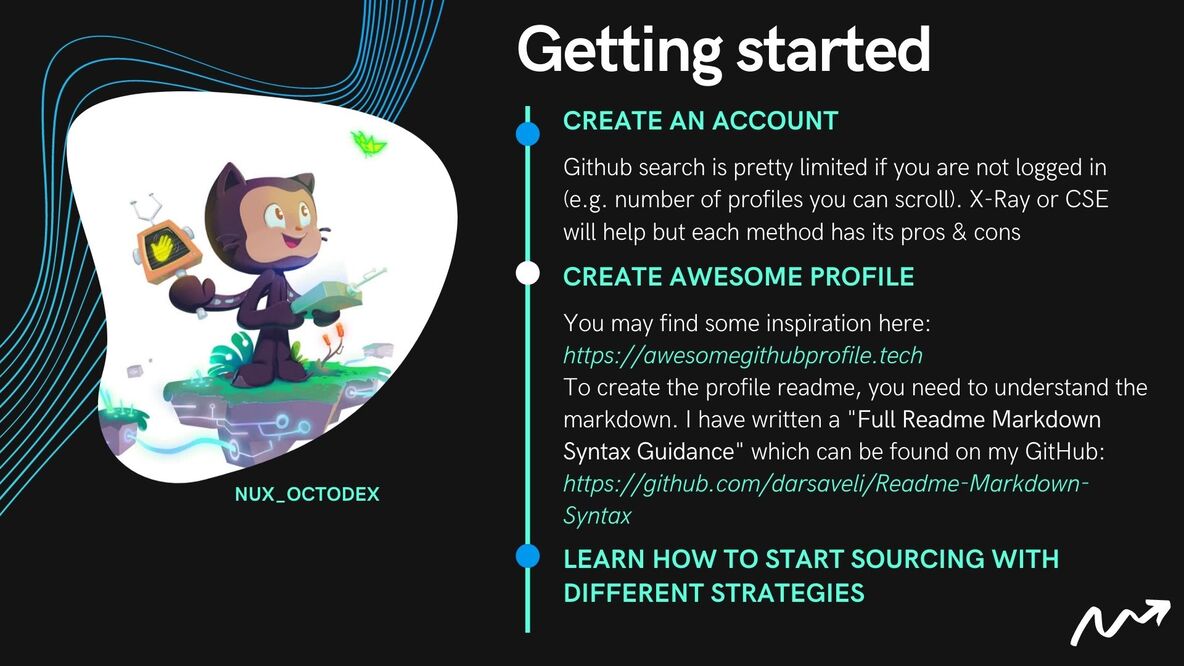 Getting started
CREATE AN ACCOUNT
Github search is pretty limited if you are not logged in
(e.g. number of profiles you can scroll). X-Ray or CSE
will help but each method has its pros & cons
CREATE AWESOME PROFILE
You may find some inspiration here:
https://awesomegithubprofile.tech
To create the profile readme, you need to understand the
markdown. I have written a "Full Readme Markdown
Syntax Guidance" which can be found on my GitHub:
https://github.com/darsaveli/Readme-Markdown-
Syntax
LEARN HOW TO START SOURCING WITH
DIFFERENT STRATEGIES
NUX_OCTODEX